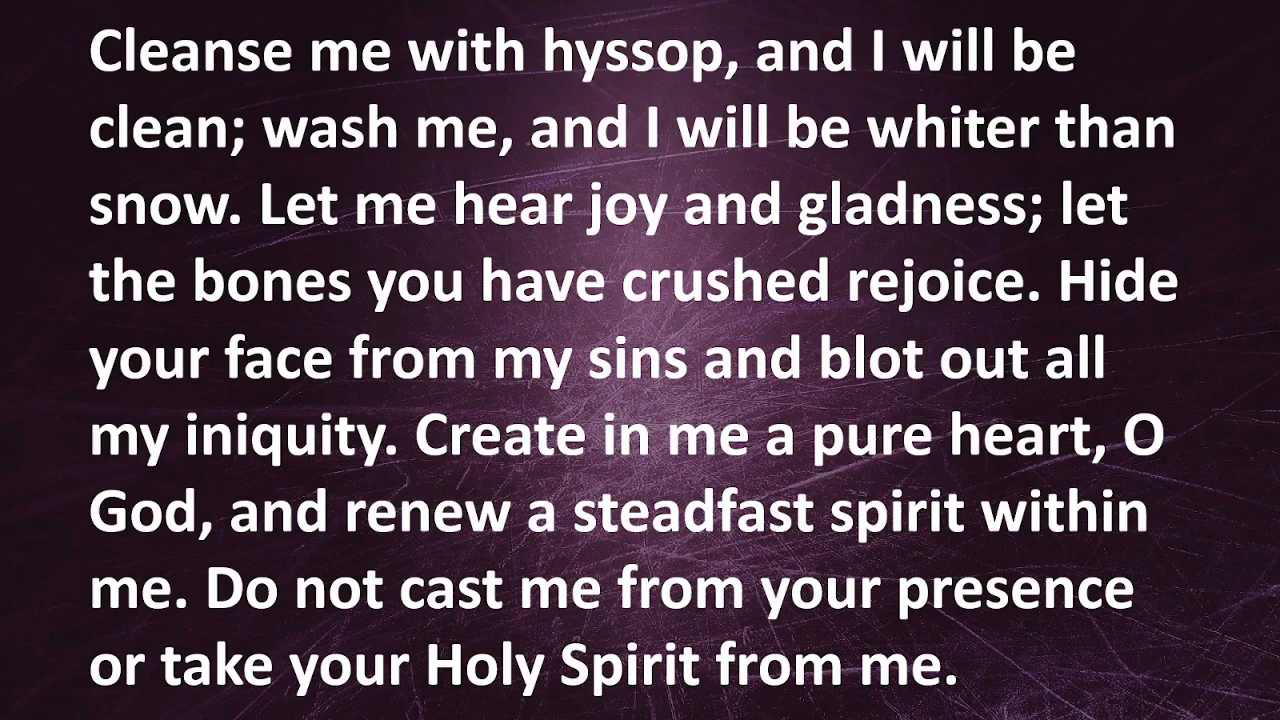 Cleanse me with hyssop, and I will be
clean; wash me, and I will be whiter than
snow. Let me hear joy and gladness; let
the bones you have crushed rejoice. Hide
your face from my sins and blot out all
my iniquity. Create in me a pure heart, O
God, and renew a steadfast spirit within
me. Do not cast me from your presence
or take your Holy Spirit from me.